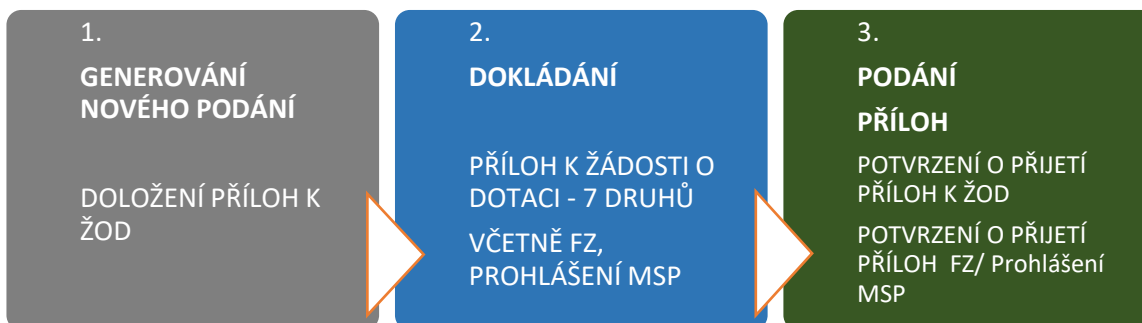 1.
GENEROVÁNÍ
NOVÉHO PODÁNÍ
DOLOŽENÍ PŘÍLOH K
ŽOD
2.
DOKLÁDÁNÍ
PŘÍLOH K ŽÁDOSTI O
DOTACI - 7 DRUHŮ
VČETNĚ FZ,
PROHLÁŠENÍ MSP
3.
PODÁNÍ
PŘÍLOH
POTVRZENÍ O PŘIJETÍ
PŘÍLOH K ŽOD
POTVRZENÍ O PŘIJETÍ
PŘÍLOH FZ/ Prohlášení
MSP